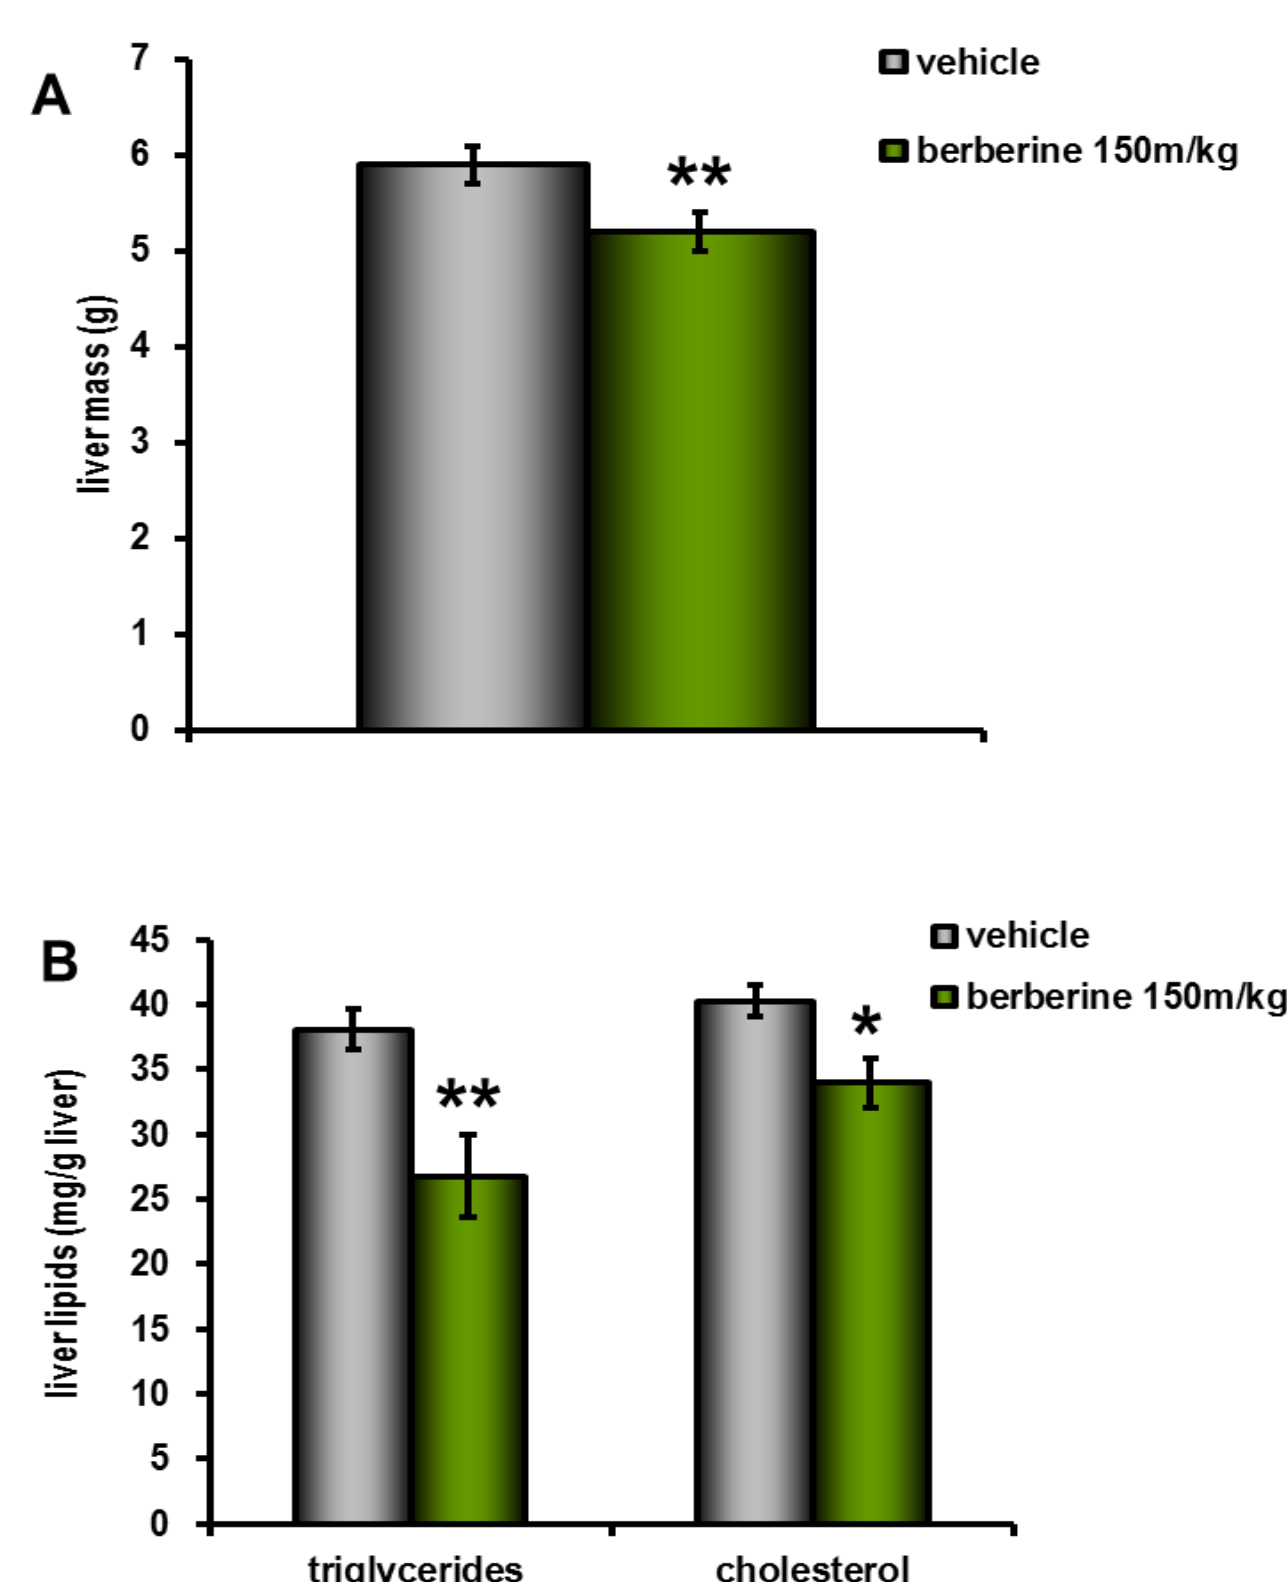 A
vehicle
berberine 150m/kg
**
7
6
5
4
3
2
1
0
liver mass (g)
B
vehicle
berberine 150m/kg
*
**
45
40
35
30
25
20
15
10
5
0
liver lipids (mg/g liver)
triglycerides
cholesterol